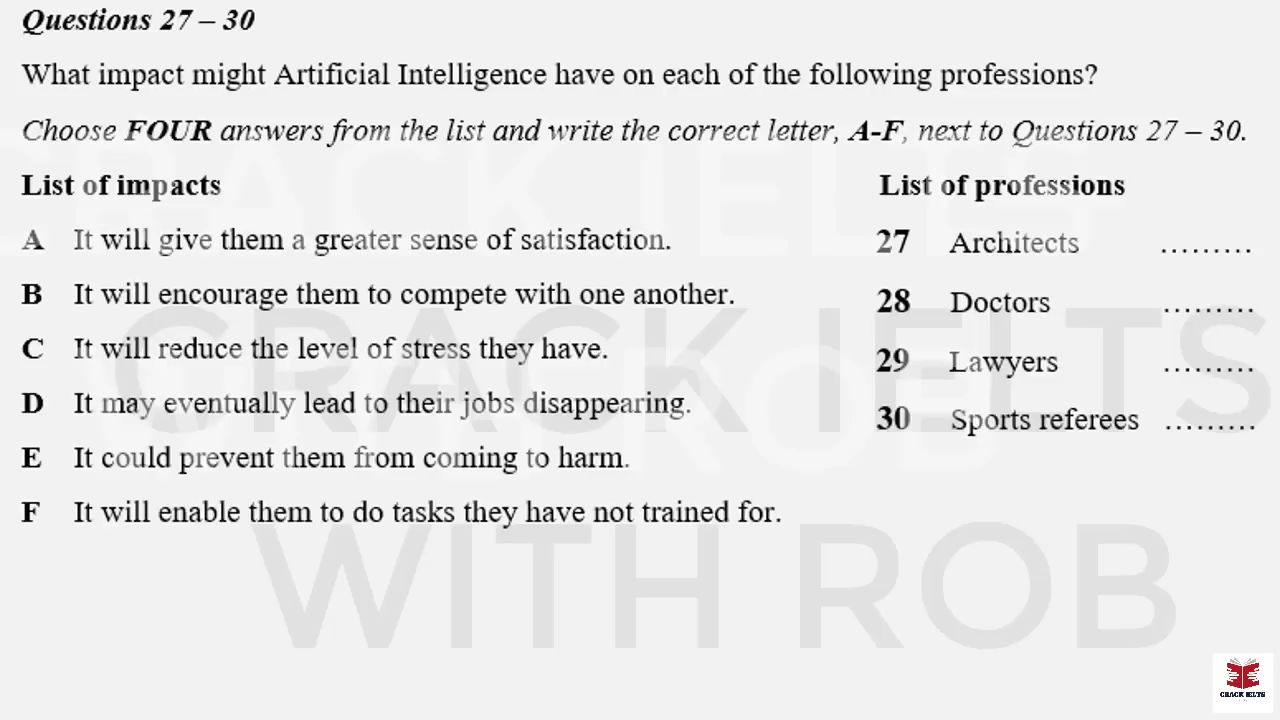 Questions 27 – 30
What impact might Artificial Intelligence have on each of the following professions?
Choose FOUR answers from the list and write the correct letter, A-F, next to Questions 27 – 30.
List of impacts
A It will give them a greater sense of satisfaction.
B It will encourage them to compete with one another.
C It will reduce the level of stress they have.
D It may eventually lead to their jobs disappearing.
E It could prevent them from coming to harm.
F It will enable them to do tasks they have not trained for.
List of professions
27 Architects .........
28 Doctors .........
29 Lawyers .........
30 Sports referees .........
CRACK IELTS
WITH ROB
CRACK IELTS